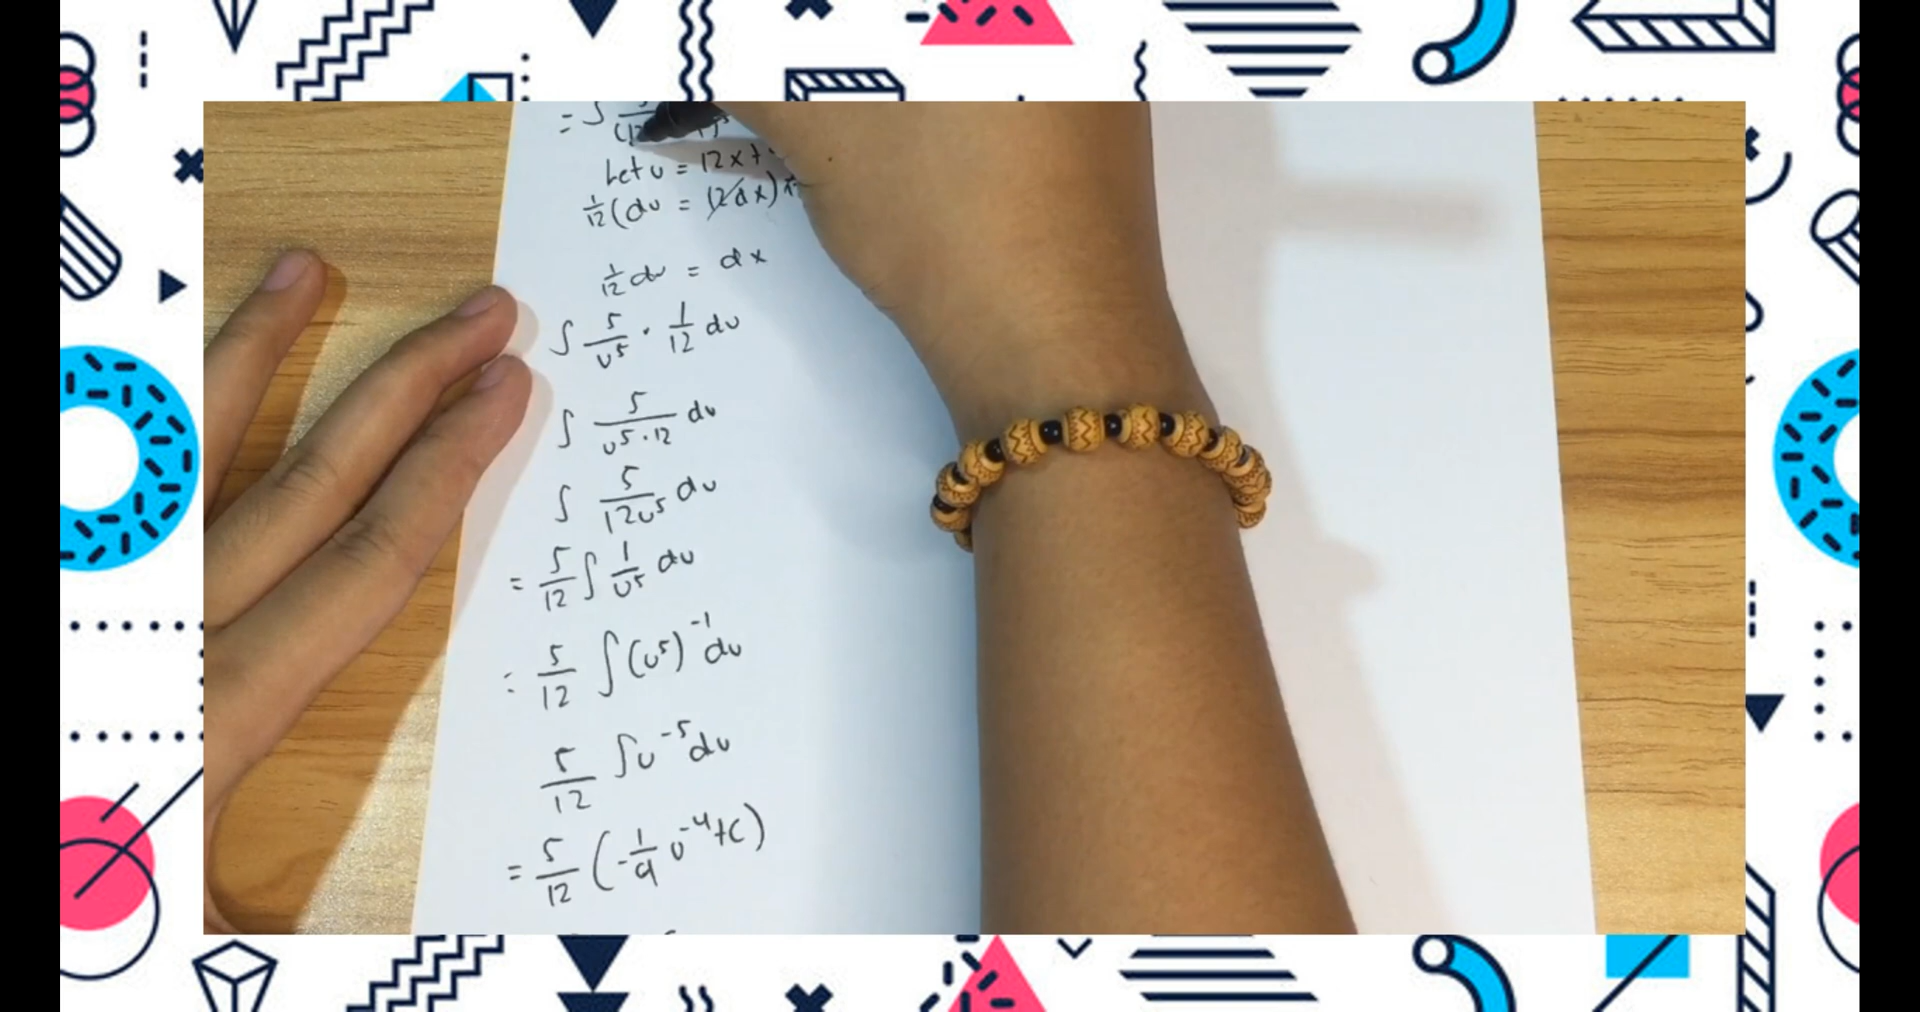 = ∫
Let u = 12x+
1/12 (du = 12dx)
1/12 du = dx
∫ 5/u⁵ · 1/12 du
∫ 5/(u⁵·12) du
∫ 5/(12u⁵) du
= 5/12 ∫ 1/u⁵ du
= 5/12 ∫(u⁵)⁻¹ du
5/12 ∫u⁻⁵ du
= 5/12 (-1/4 u⁻⁴+C)